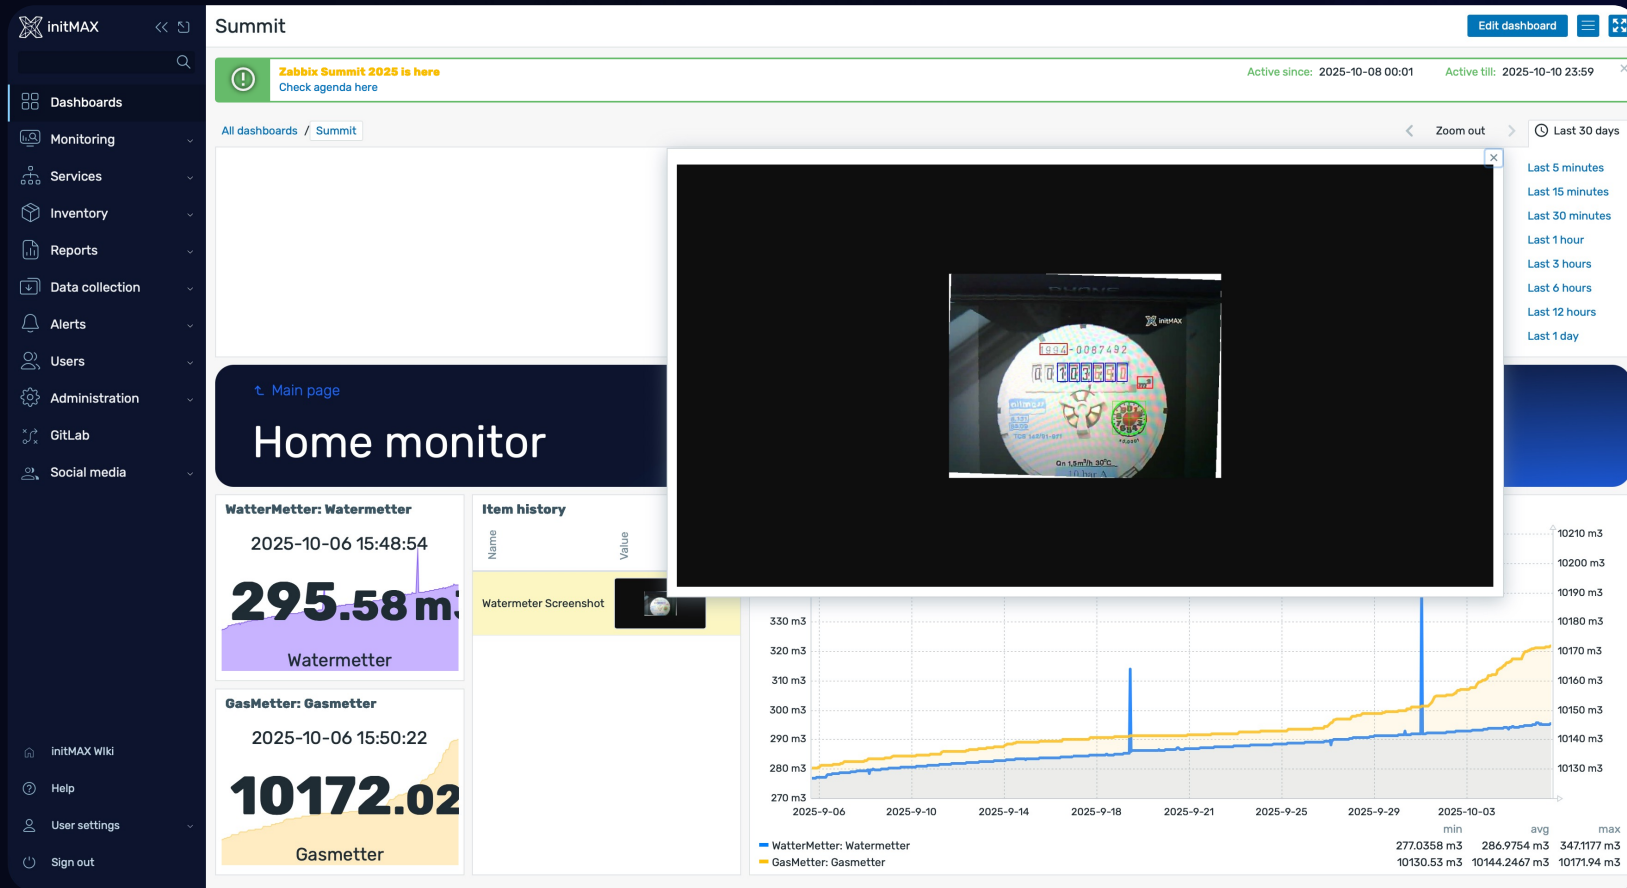 initMAX
Summit
Edit dashboard
Zabbix Summit 2025 is here
Check agenda here
Active since: 2025-10-08 00:01
Active till: 2025-10-10 23:59
All dashboards / Summit
Zoom out
Last 30 days
Last 5 minutes
Last 15 minutes
Last 30 minutes
Last 1 hour
Last 3 hours
Last 6 hours
Last 12 hours
Last 1 day
Dashboards
Monitoring
Services
Inventory
Reports
Data collection
Alerts
Users
Administration
GitLab
Social media
initMAX Wiki
Help
User settings
Sign out
initMAX
1994-0087492
m³
Qn 1,5m³/h 30°C
10 bar A
Main page
Home monitor
WatterMetter: Watermetter
2025-10-06 15:48:54
295.58 m3
Watermetter
GasMetter: Gasmetter
2025-10-06 15:50:22
10172.02
Gasmetter
Item history
Name
Value
Watermeter Screenshot
330 m3
320 m3
310 m3
300 m3
290 m3
280 m3
270 m3
10210 m3
10200 m3
10190 m3
10180 m3
10170 m3
10160 m3
10150 m3
10140 m3
10130 m3
2025-9-06
2025-9-10
2025-9-14
2025-9-18
2025-9-21
2025-9-25
2025-9-29
2025-10-03
min avg max
WatterMetter: Watermetter 277.0358 m3 286.9754 m3 347.1177 m3
GasMetter: Gasmetter 10130.53 m3 10144.2467 m3 10171.94 m3